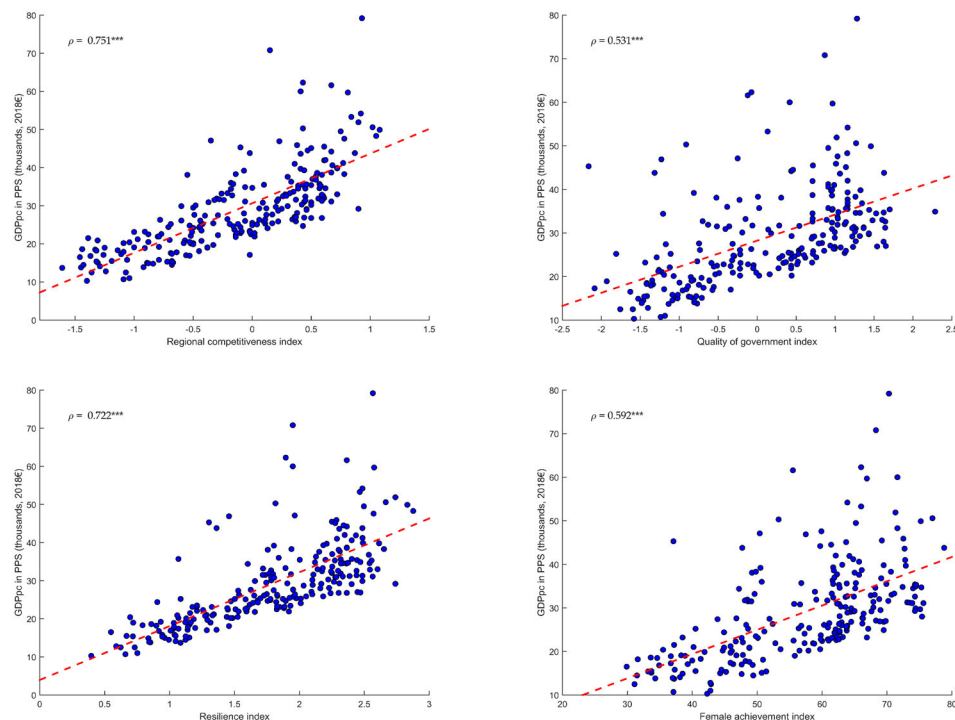 80
70
60
50
40
30
20
10
0
ρ = 0.751***
GDPpc in PPS (thousands, 2018€)
-1.5 -1 -0.5 0 0.5 1 1.5
Regional competitiveness index
80
70
60
50
40
30
20
10
ρ = 0.531***
GDPpc in PPS (thousands, 2018€)
-2.5 -2 -1.5 -1 -0.5 0 0.5 1 1.5 2 2.5
Quality of government index
80
70
60
50
40
30
20
10
0
ρ = 0.722***
GDPpc in PPS (thousands, 2018€)
0 0.5 1 1.5 2 2.5 3
Resilience index
80
70
60
50
40
30
20
10
ρ = 0.592***
GDPpc in PPS (thousands, 2018€)
20 30 40 50 60 70 80
Female achievement index